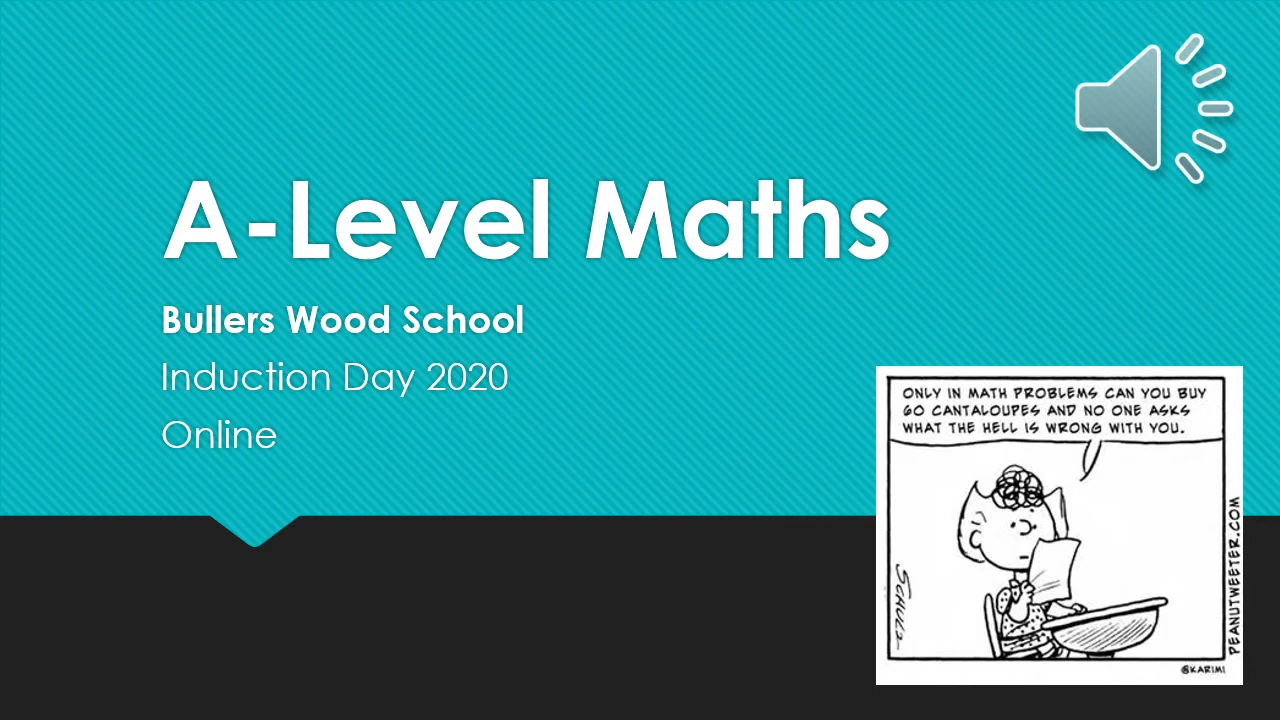 A-Level Maths
Bullers Wood School
Induction Day 2020
Online
ONLY IN MATH PROBLEMS CAN YOU BUY
60 CANTALOUPES AND NO ONE ASKS
WHAT THE HELL IS WRONG WITH YOU.
SCHULZ
PEANUTWEETER.COM
@KARIMI